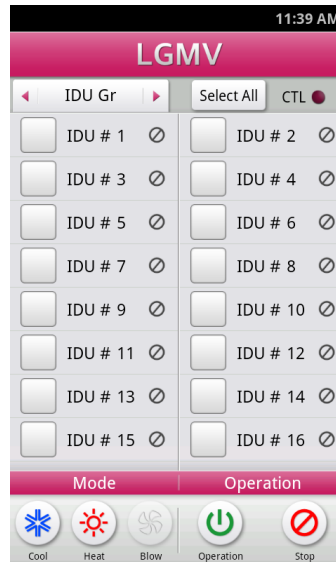 11:39 AM
LGMV
IDU Gr Select All CTL
IDU # 1 IDU # 2
IDU # 3 IDU # 4
IDU # 5 IDU # 6
IDU # 7 IDU # 8
IDU # 9 IDU # 10
IDU # 11 IDU # 12
IDU # 13 IDU # 14
IDU # 15 IDU # 16
Mode Operation
Cool Heat Blow Operation Stop